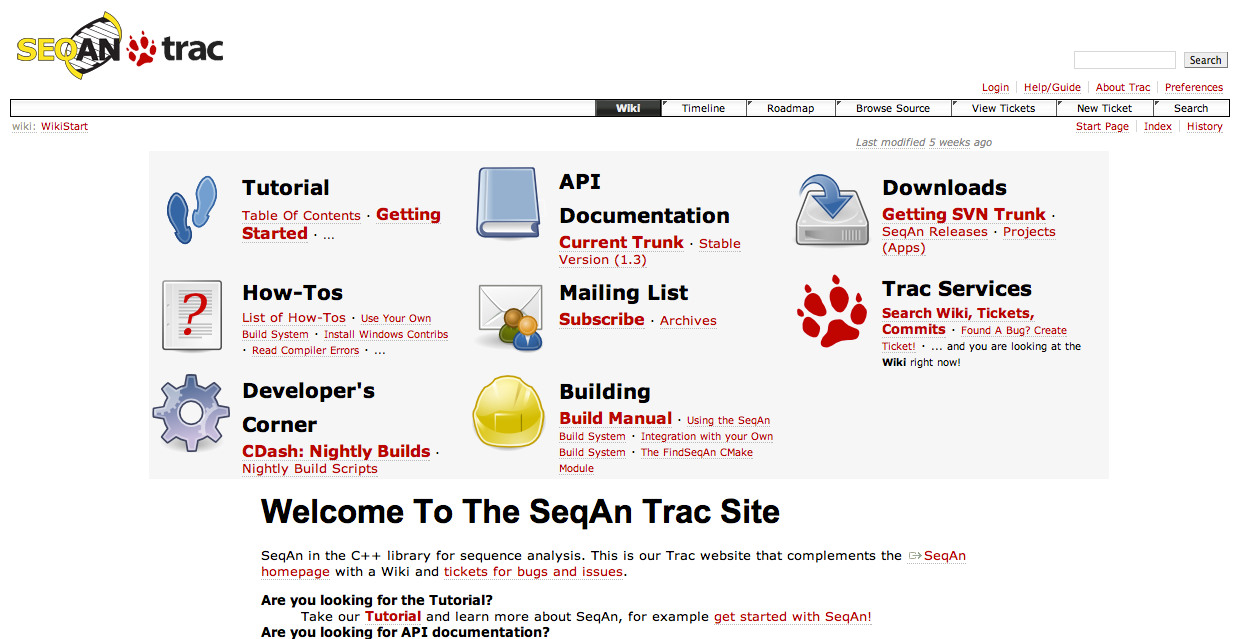 SEQAN trac
Search
Login Help/Guide About Trac Preferences
Wiki Timeline Roadmap Browse Source View Tickets New Ticket Search
wiki: WikiStart
Start Page Index History
Last modified 5 weeks ago
Tutorial
Table Of Contents · Getting
Started · ...
API
Documentation
Current Trunk · Stable
Version (1.3)
Downloads
Getting SVN Trunk ·
SeqAn Releases · Projects
(Apps)
How-Tos
List of How-Tos · Use Your Own
Build System · Install Windows Contribs
· Read Compiler Errors · ...
Mailing List
Subscribe · Archives
Trac Services
Search Wiki, Tickets,
Commits · Found A Bug? Create
Ticket! · ... and you are looking at the
Wiki right now!
Developer's
Corner
CDash: Nightly Builds ·
Nightly Build Scripts
Building
Build Manual · Using the SeqAn
Build System · Integration with your Own
Build System · The FindSeqAn CMake
Module
Welcome To The SeqAn Trac Site
SeqAn in the C++ library for sequence analysis. This is our Trac website that complements the SeqAn
homepage with a Wiki and tickets for bugs and issues.
Are you looking for the Tutorial?
Take our Tutorial and learn more about SeqAn, for example get started with SeqAn!
Are you looking for API documentation?